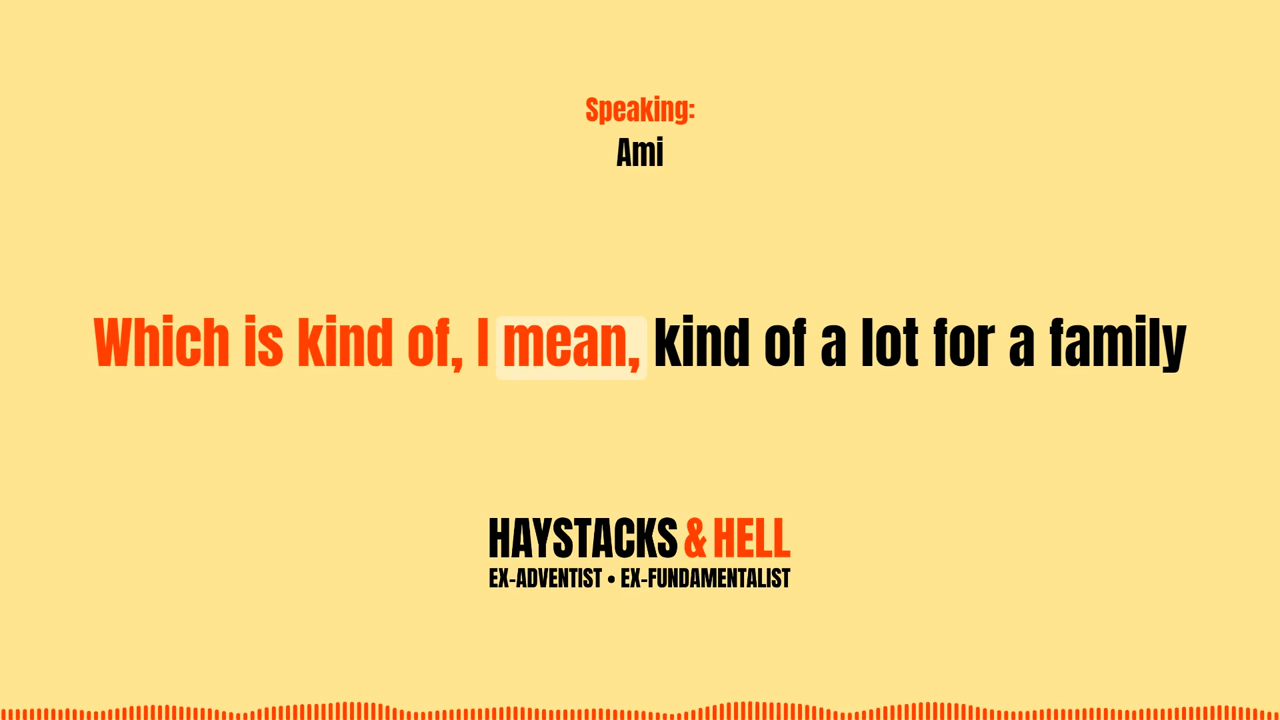 Speaking:
Ami
Which is kind of, I mean, kind of a lot for a family
HAYSTACKS & HELL
EX-ADVENTIST • EX-FUNDAMENTALIST